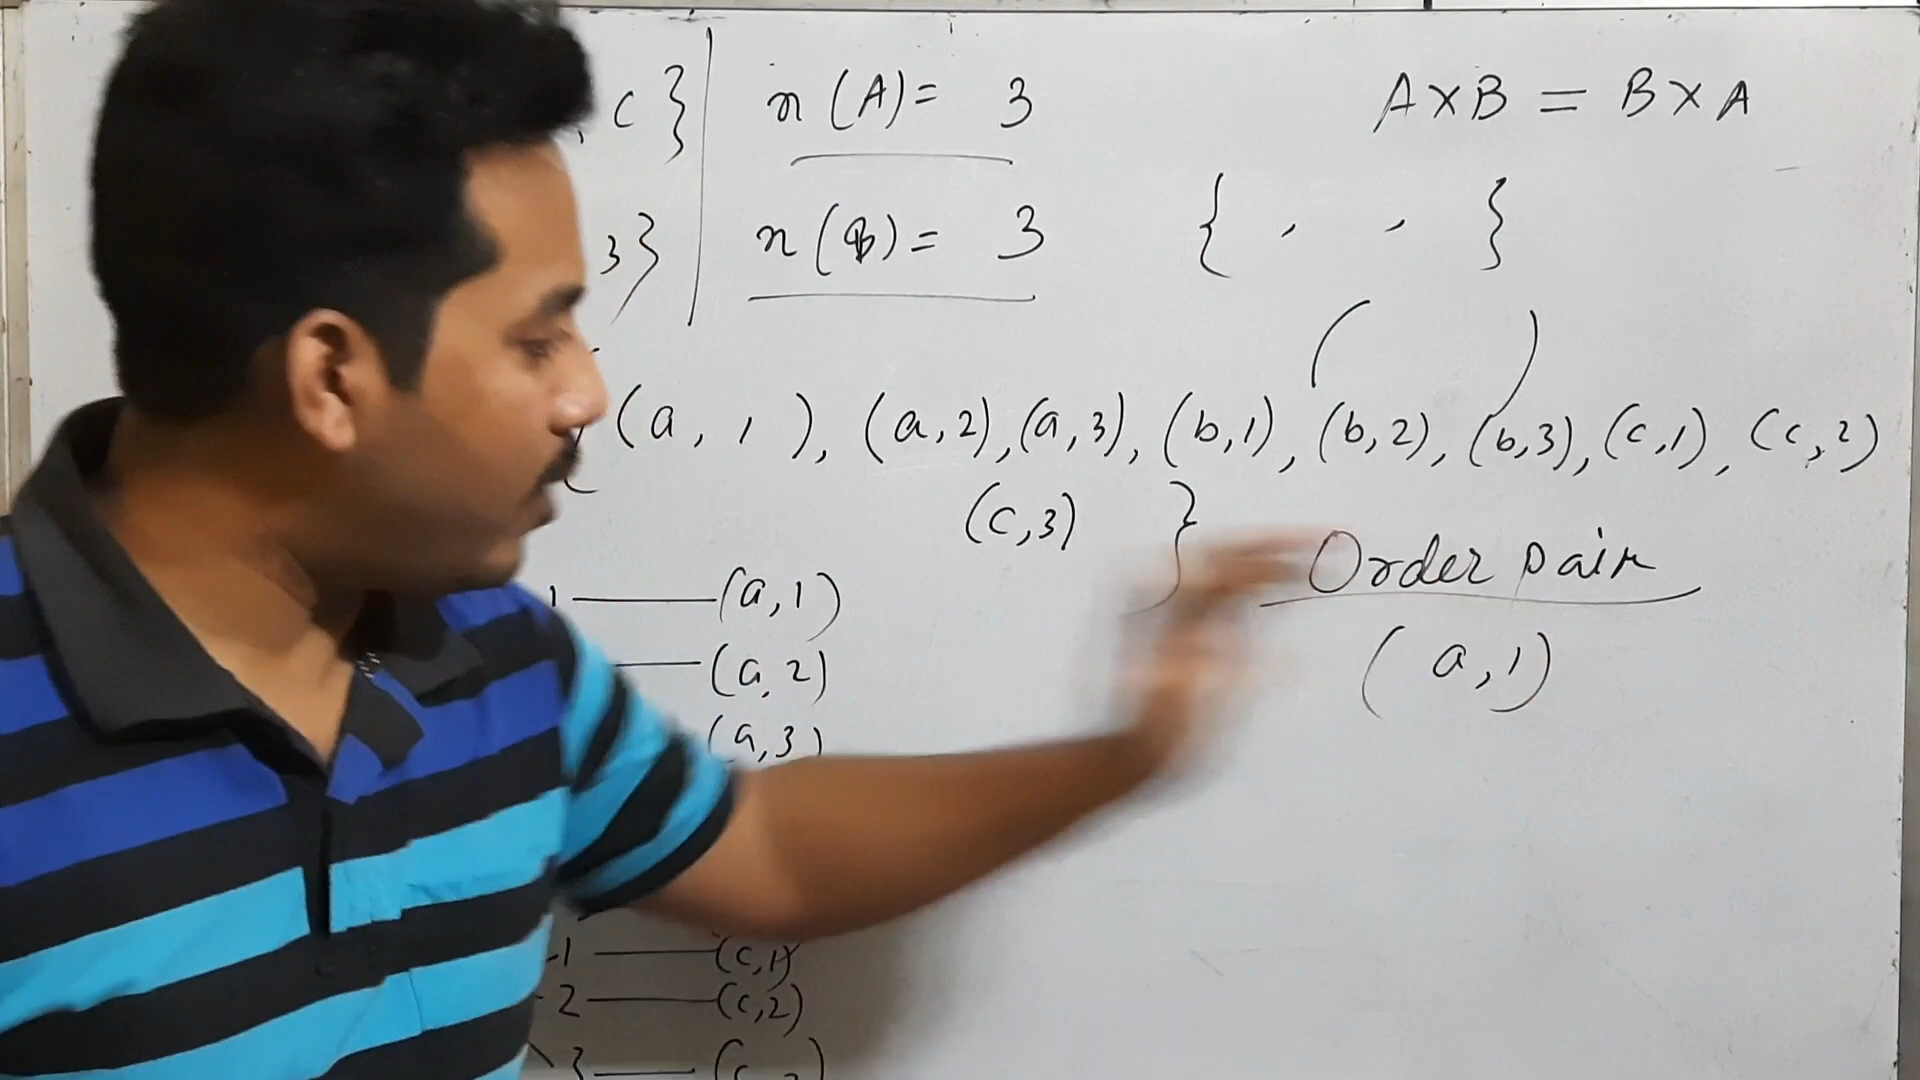 , c } n (A) = 3 A×B = B×A
3 } n (B) = 3 { , , }
( )
{ (a, 1), (a, 2), (a, 3), (b, 1), (b, 2), (b, 3), (c, 1), (c, 2)
(c, 3) }
Order pair
1 — (a, 1)
(a, 1)
— (a, 2)
(a, 3)
1 — (c, 1)
2 — (c, 2)
3 —